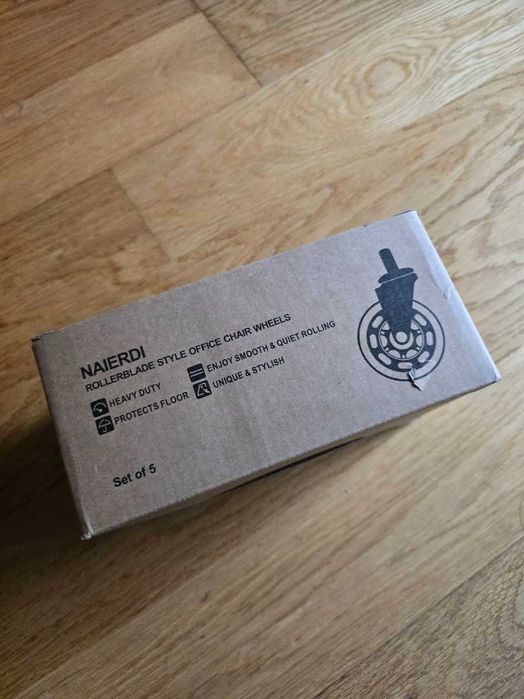 NAIERDI
ROLLERBLADE STYLE OFFICE CHAIR WHEELS
HEAVY DUTY
ENJOY SMOOTH & QUIET ROLLING
PROTECTS FLOOR
UNIQUE & STYLISH
Set of 5